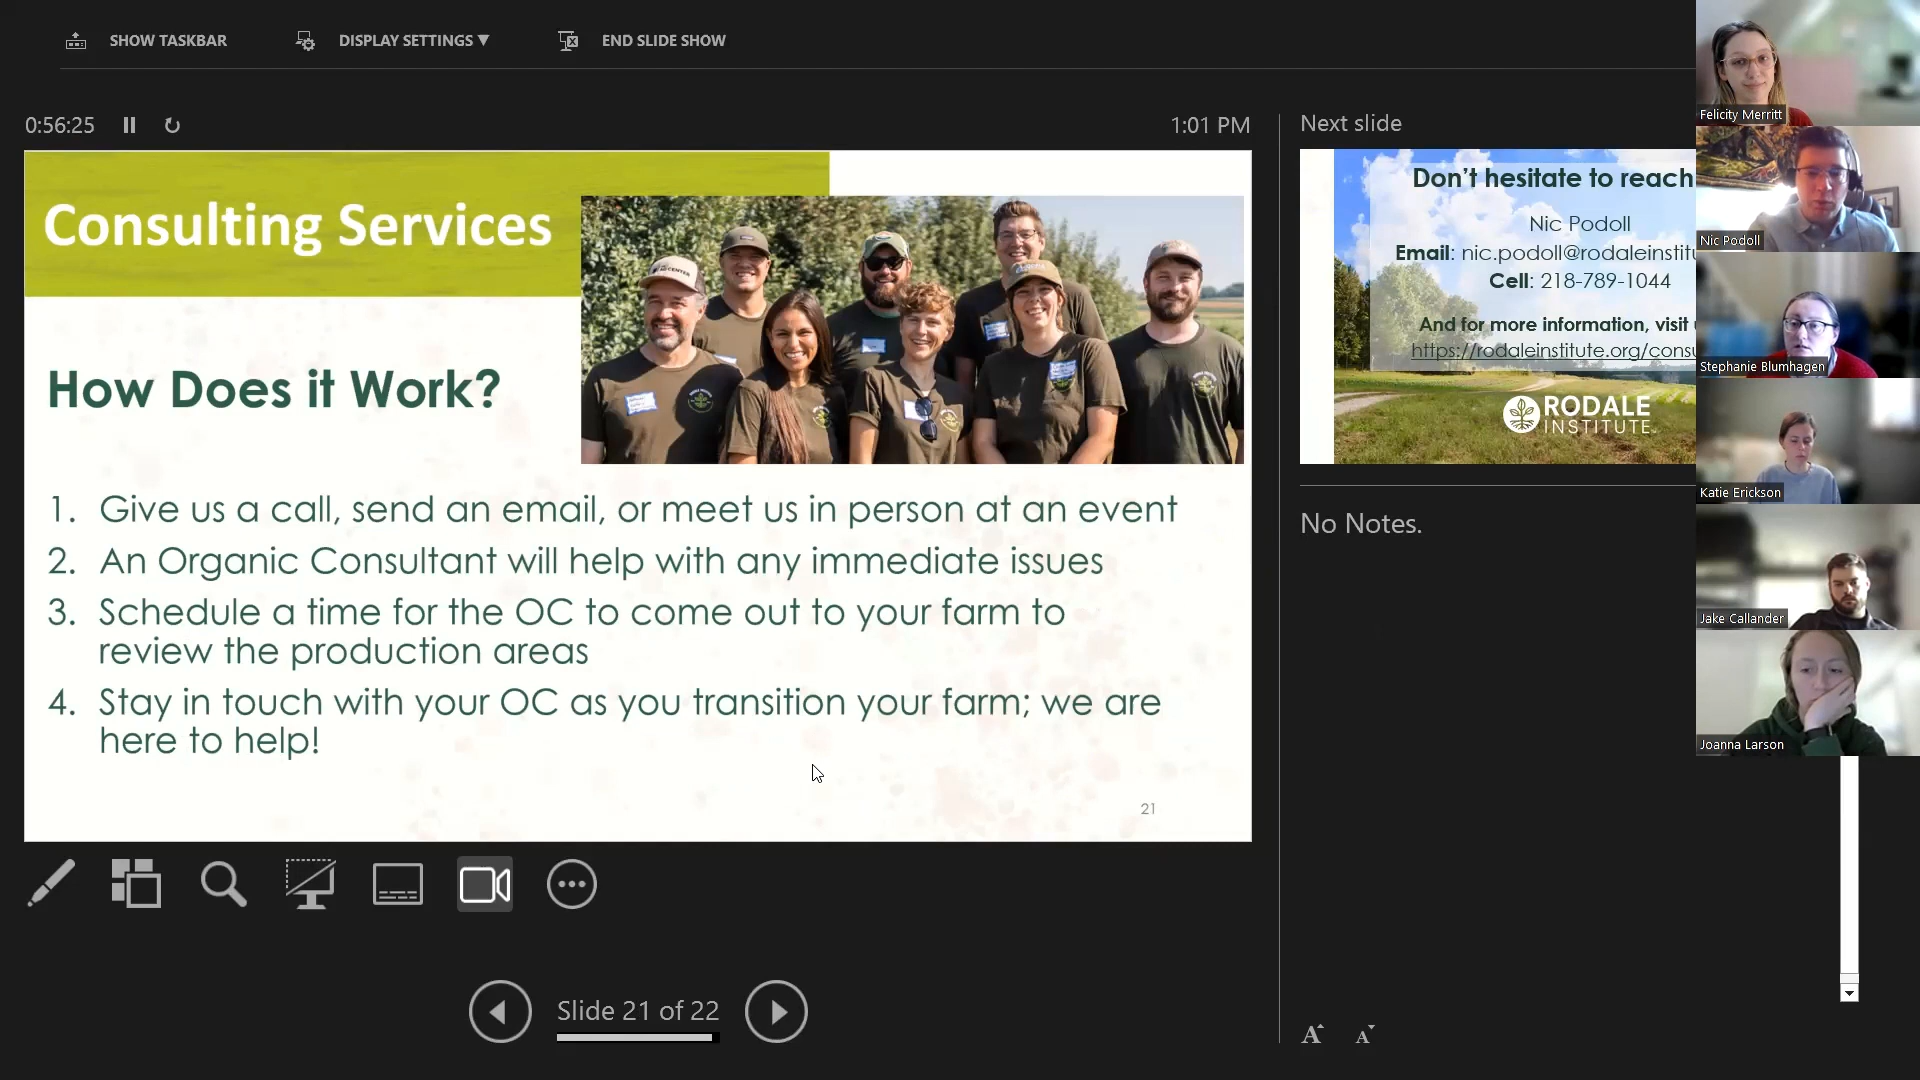 SHOW TASKBAR
DISPLAY SETTINGS ▼
END SLIDE SHOW
0:56:25
1:01 PM
Consulting Services
How Does it Work?
1. Give us a call, send an email, or meet us in person at an event
2. An Organic Consultant will help with any immediate issues
3. Schedule a time for the OC to come out to your farm to
review the production areas
4. Stay in touch with your OC as you transition your farm; we are
here to help!
21
Slide 21 of 22
Next slide
Don't hesitate to reach
Nic Podoll
Email: nic.podoll@rodaleinstitu
Cell: 218-789-1044
And for more information, visit
https://rodaleinstitute.org/consu
RODALE
INSTITUTE
No Notes.
A A
Felicity Merritt
Nic Podoll
Stephanie Blumhagen
Katie Erickson
Jake Callander
Joanna Larson